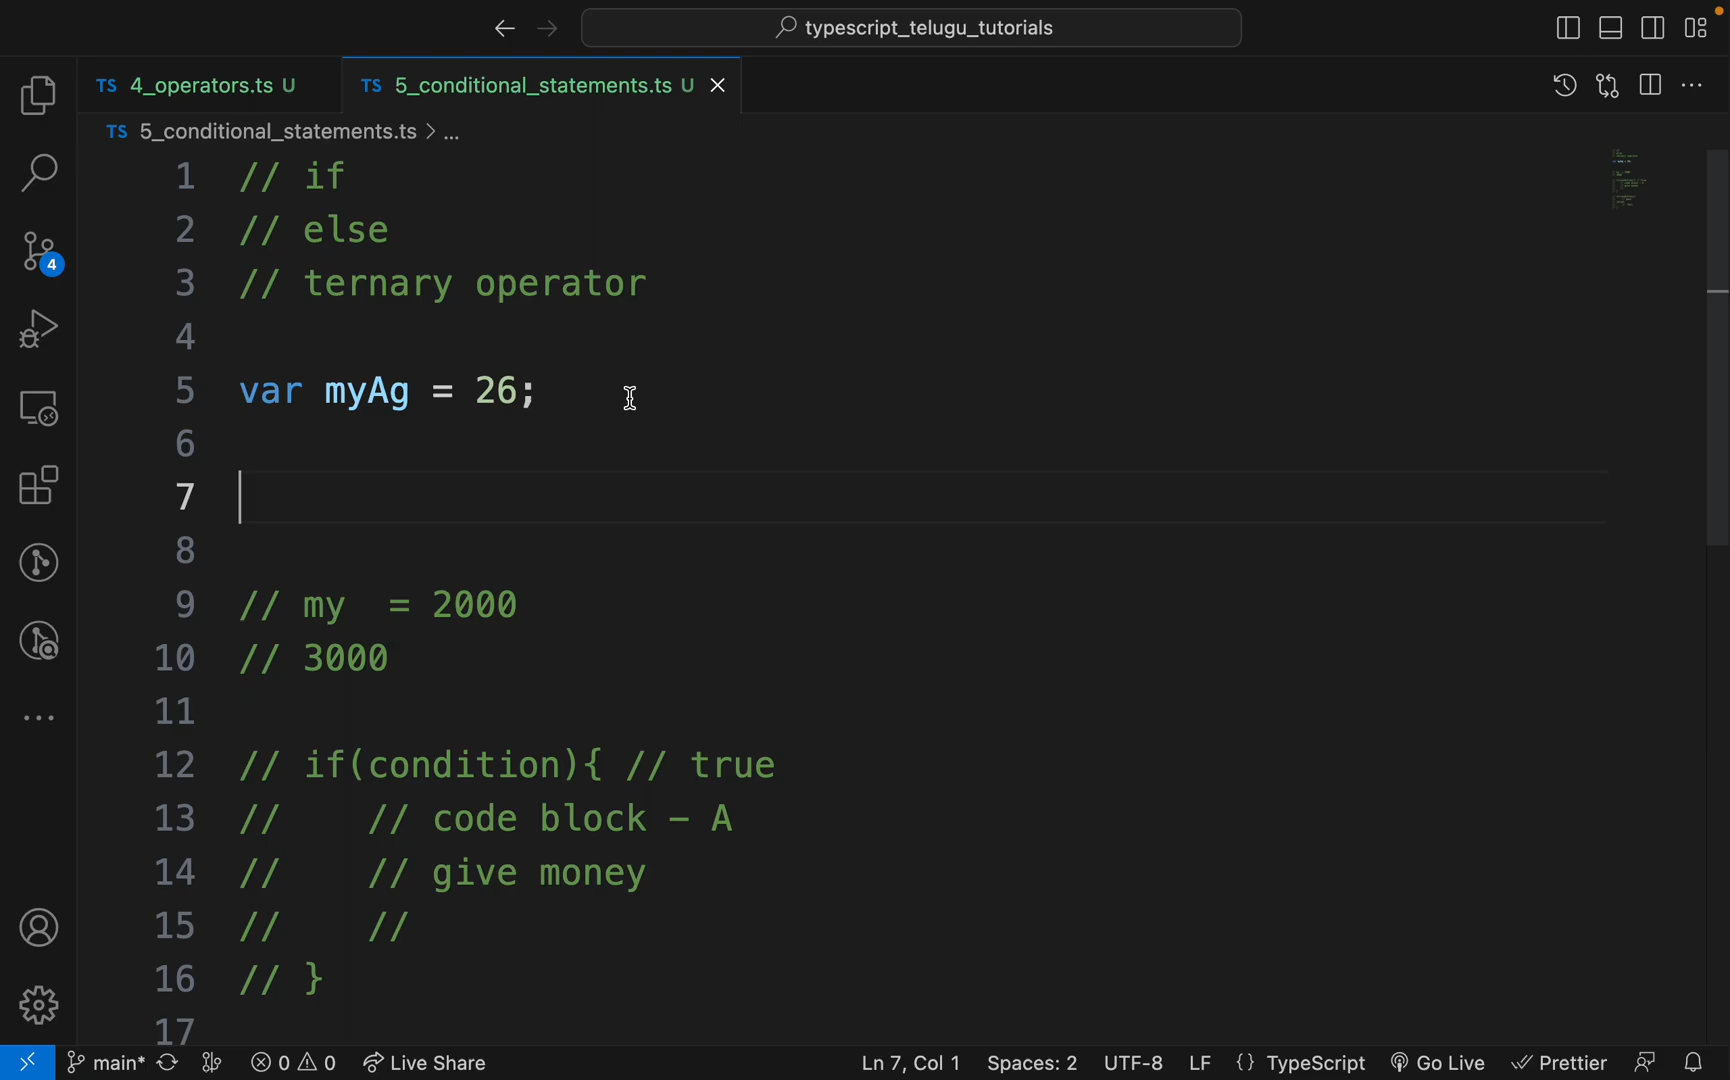 typescript_telugu_tutorials
TS 4_operators.ts U
TS 5_conditional_statements.ts U
TS 5_conditional_statements.ts > ...
1 // if
2 // else
3 // ternary operator
4
5 var myAg = 26;
6
7
8
9 // my  = 2000
10 // 3000
11
12 // if(condition){ // true
13 //    // code block - A
14 //    // give money
15 //    //
16 // }
17
4
main* 0 0 Live Share Ln 7, Col 1 Spaces: 2 UTF-8 LF {} TypeScript Go Live Prettier